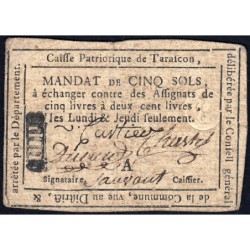 Caisse Patriotique de Tarascon,
MANDAT DE CINQ SOLS,
à échanger contre des Assignats de
cinq livres à deux cent livres,
les Lundi & Jeudi seulement.
A
Signataire, Caissier.
délibérée par le Conseil général
de la Commune, vue au District, &
arrêtée par le Département.